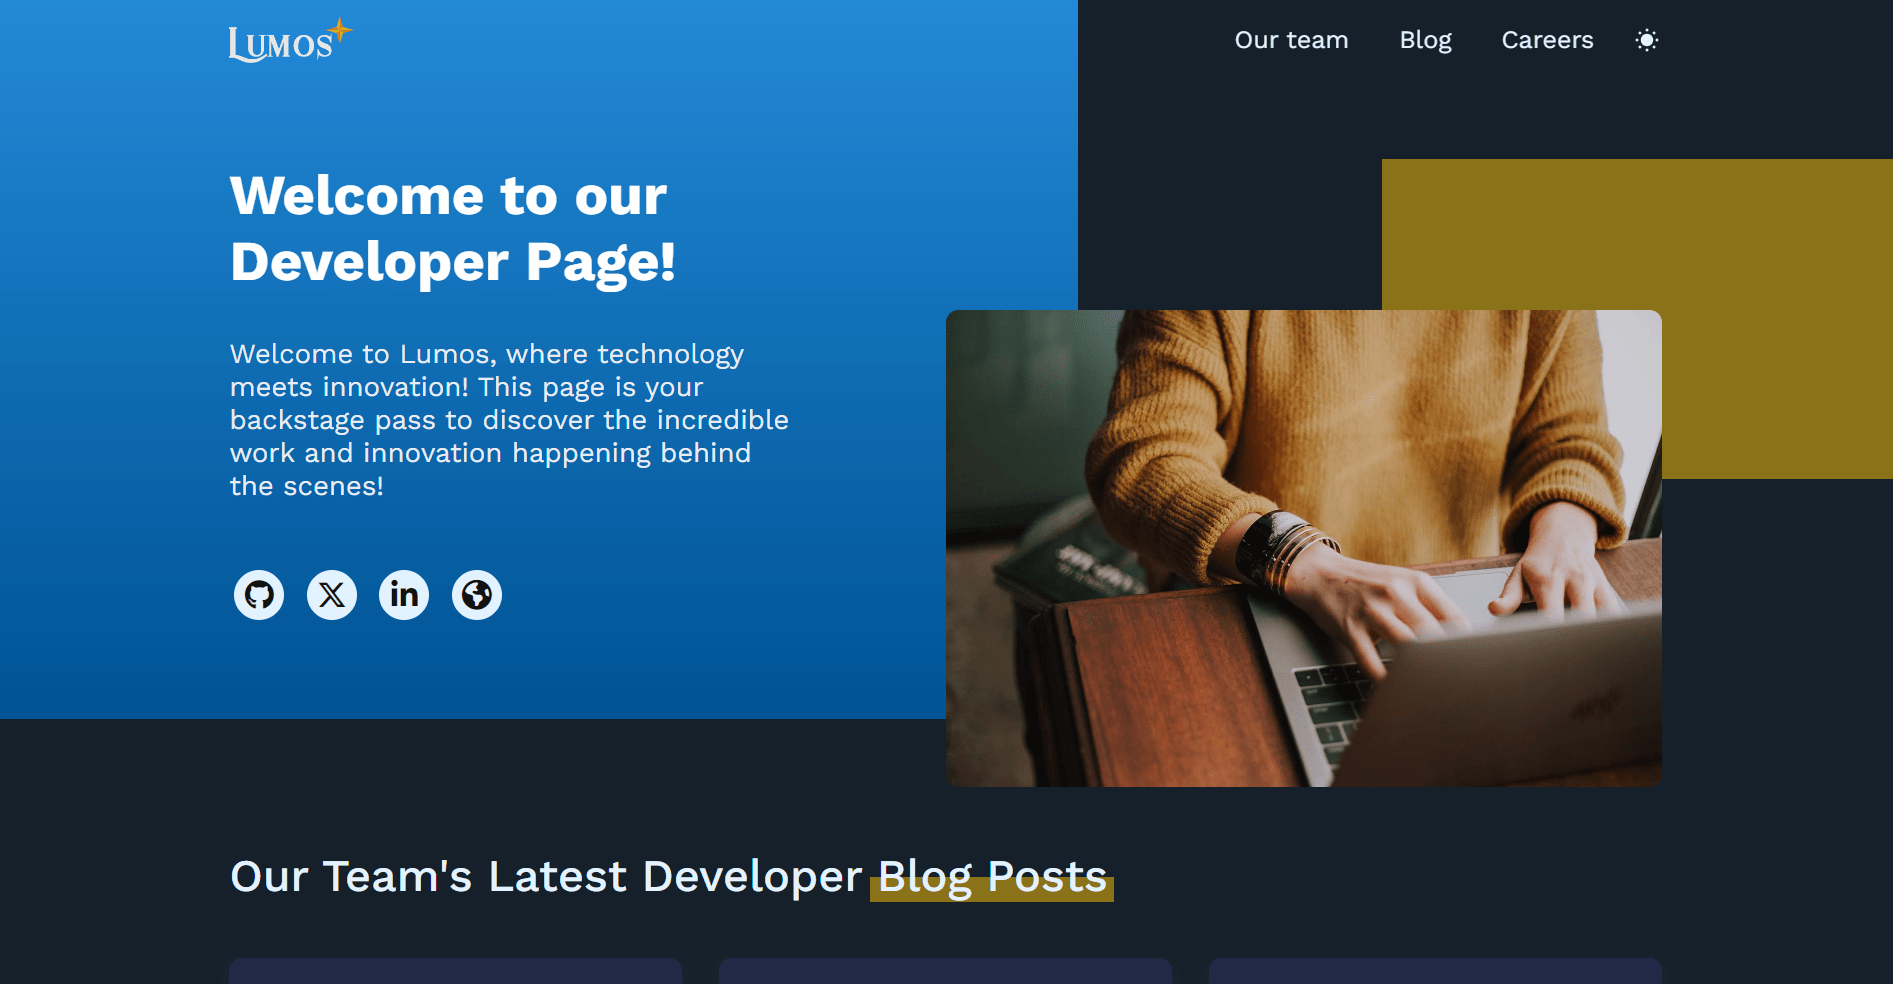 Lumos
Our team
Blog
Careers
Welcome to our
Developer Page!
Welcome to Lumos, where technology
meets innovation! This page is your
backstage pass to discover the incredible
work and innovation happening behind
the scenes!
Our Team's Latest Developer Blog Posts